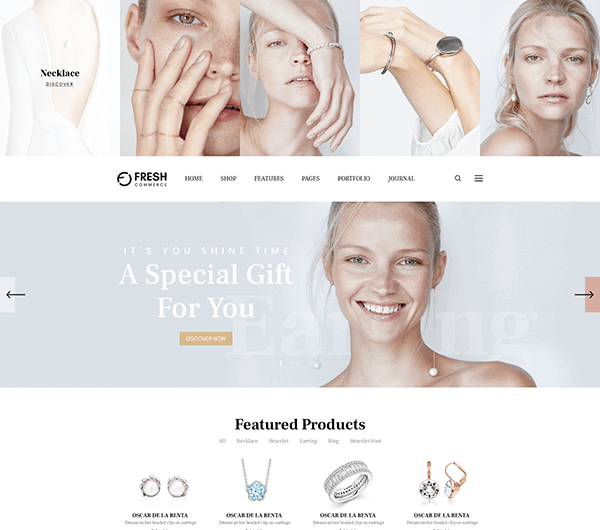 Necklace
DISCOVER
FRESH
COMMERCE
HOME SHOP FEATURES PAGES PORTFOLIO JOURNAL
IT'S YOU SHINE TIME
A Special Gift
For You
DISCOVER NOW
Earring
Featured Products
All Necklace Bracelet Earring Ring Bracelet Foot
OSCAR DE LA RENTA OSCAR DE LA RENTA OSCAR DE LA RENTA OSCAR DE LA RENTA
Dreamcatcher beaded clip-on earrings Dreamcatcher beaded clip-on earrings Dreamcatcher beaded clip-on earrings Dreamcatcher beaded clip-on earrings